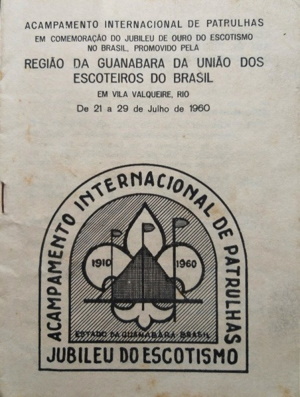 ACAMPAMENTO INTERNACIONAL DE PATRULHAS
EM COMEMORAÇÃO DO JUBILEU DE OURO DO ESCOTISMO
NO BRASIL, PROMOVIDO PELA
REGIÃO DA GUANABARA DA UNIÃO DOS
ESCOTEIROS DO BRASIL
EM VILA VALQUEIRE, RIO
De 21 a 29 de Julho de 1960
ACAMPAMENTO INTERNACIONAL DE PATRULHAS
1910 1960
ESTADO DA GUANABARA-BRASIL
JUBILEU DO ESCOTISMO